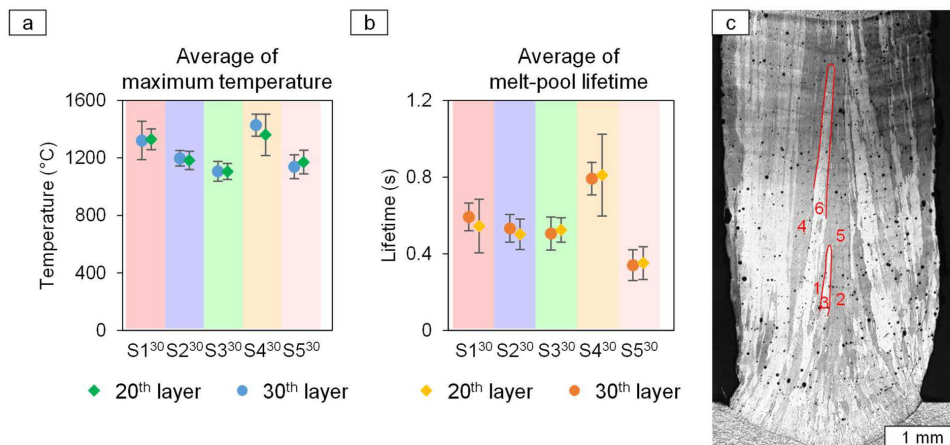 a
Average of
maximum temperature
Temperature (°C)
1600
1200
800
400
0
S1³⁰ S2³⁰ S3³⁰ S4³⁰ S5³⁰
20ᵗʰ layer 30ᵗʰ layer
b
Average of
melt-pool lifetime
Lifetime (s)
1.2
0.8
0.4
0
S1³⁰ S2³⁰ S3³⁰ S4³⁰ S5³⁰
20ᵗʰ layer 30ᵗʰ layer
c
6
4
5
1
2
3
1 mm